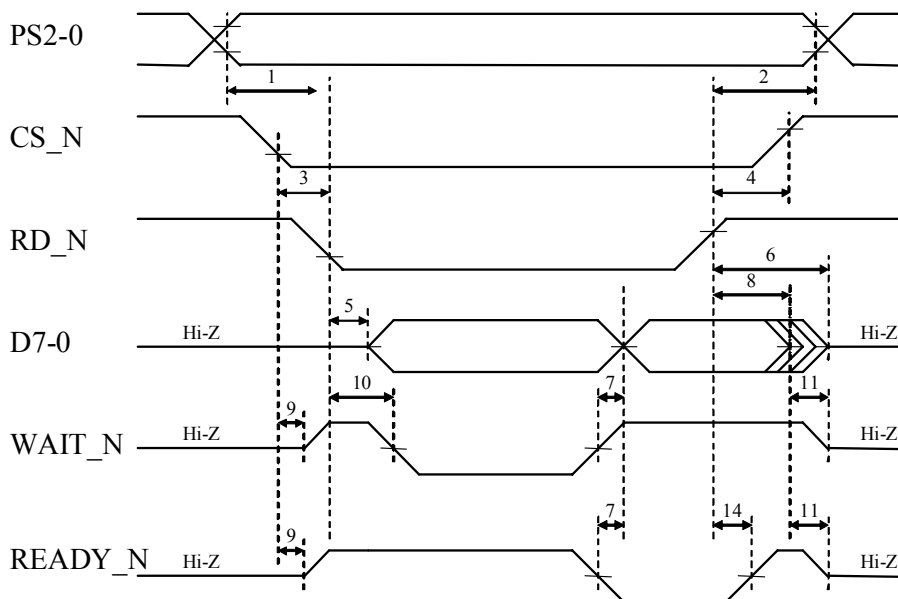 PS2-0
1 2
CS_N
3 4
RD_N
6
8
5
D7-0 Hi-Z Hi-Z
10 7 11
9
WAIT_N Hi-Z Hi-Z
7 14 11
9
READY_N Hi-Z Hi-Z